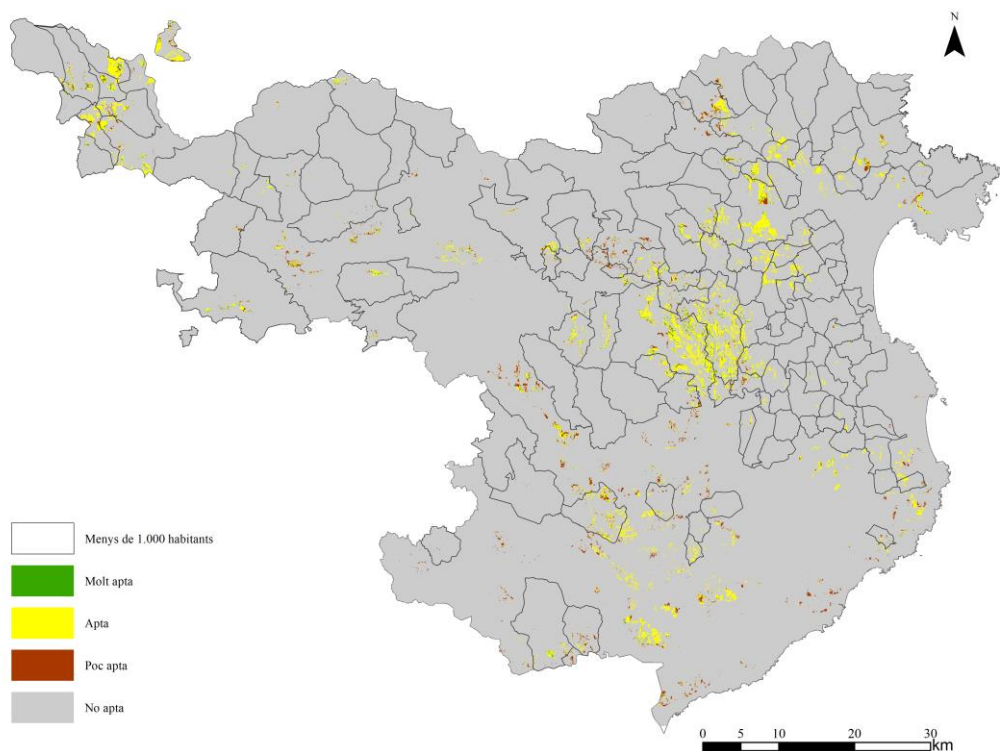 N
Menys de 1.000 habitants
Molt apta
Apta
Poc apta
No apta
0 5 10 20 30
km